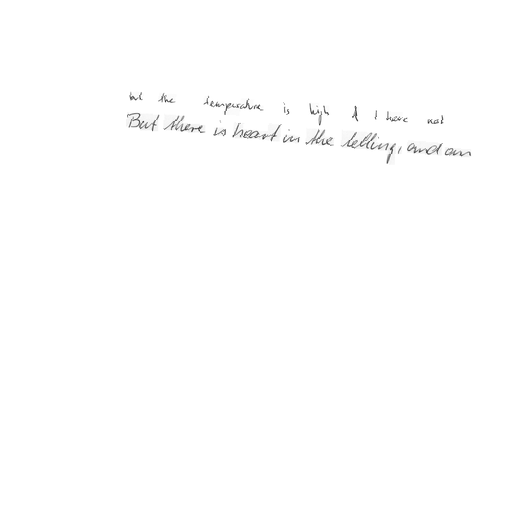 but the temperature is high & I have not
But there is heart in the telling, and an